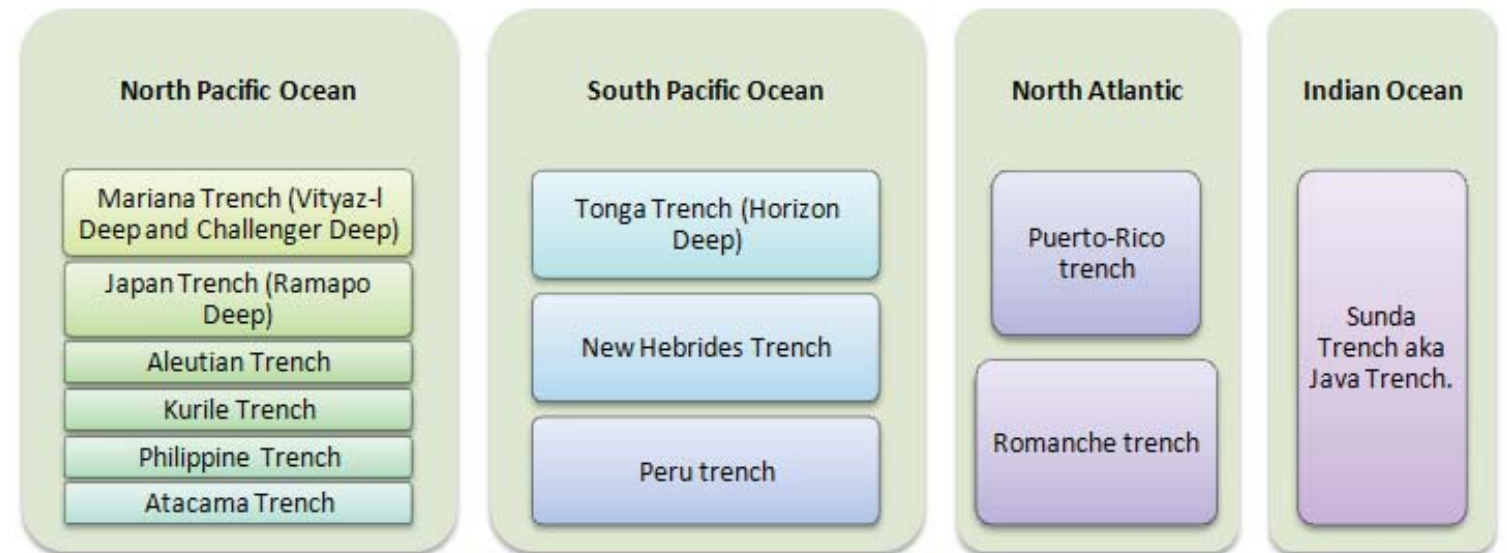 North Pacific Ocean
Mariana Trench (Vityaz-l
Deep and Challenger Deep)
Japan Trench (Ramapo
Deep)
Aleutian Trench
Kurile Trench
Philippine Trench
Atacama Trench
South Pacific Ocean
Tonga Trench (Horizon
Deep)
New Hebrides Trench
Peru trench
North Atlantic
Puerto-Rico
trench
Romanche trench
Indian Ocean
Sunda
Trench aka
Java Trench.